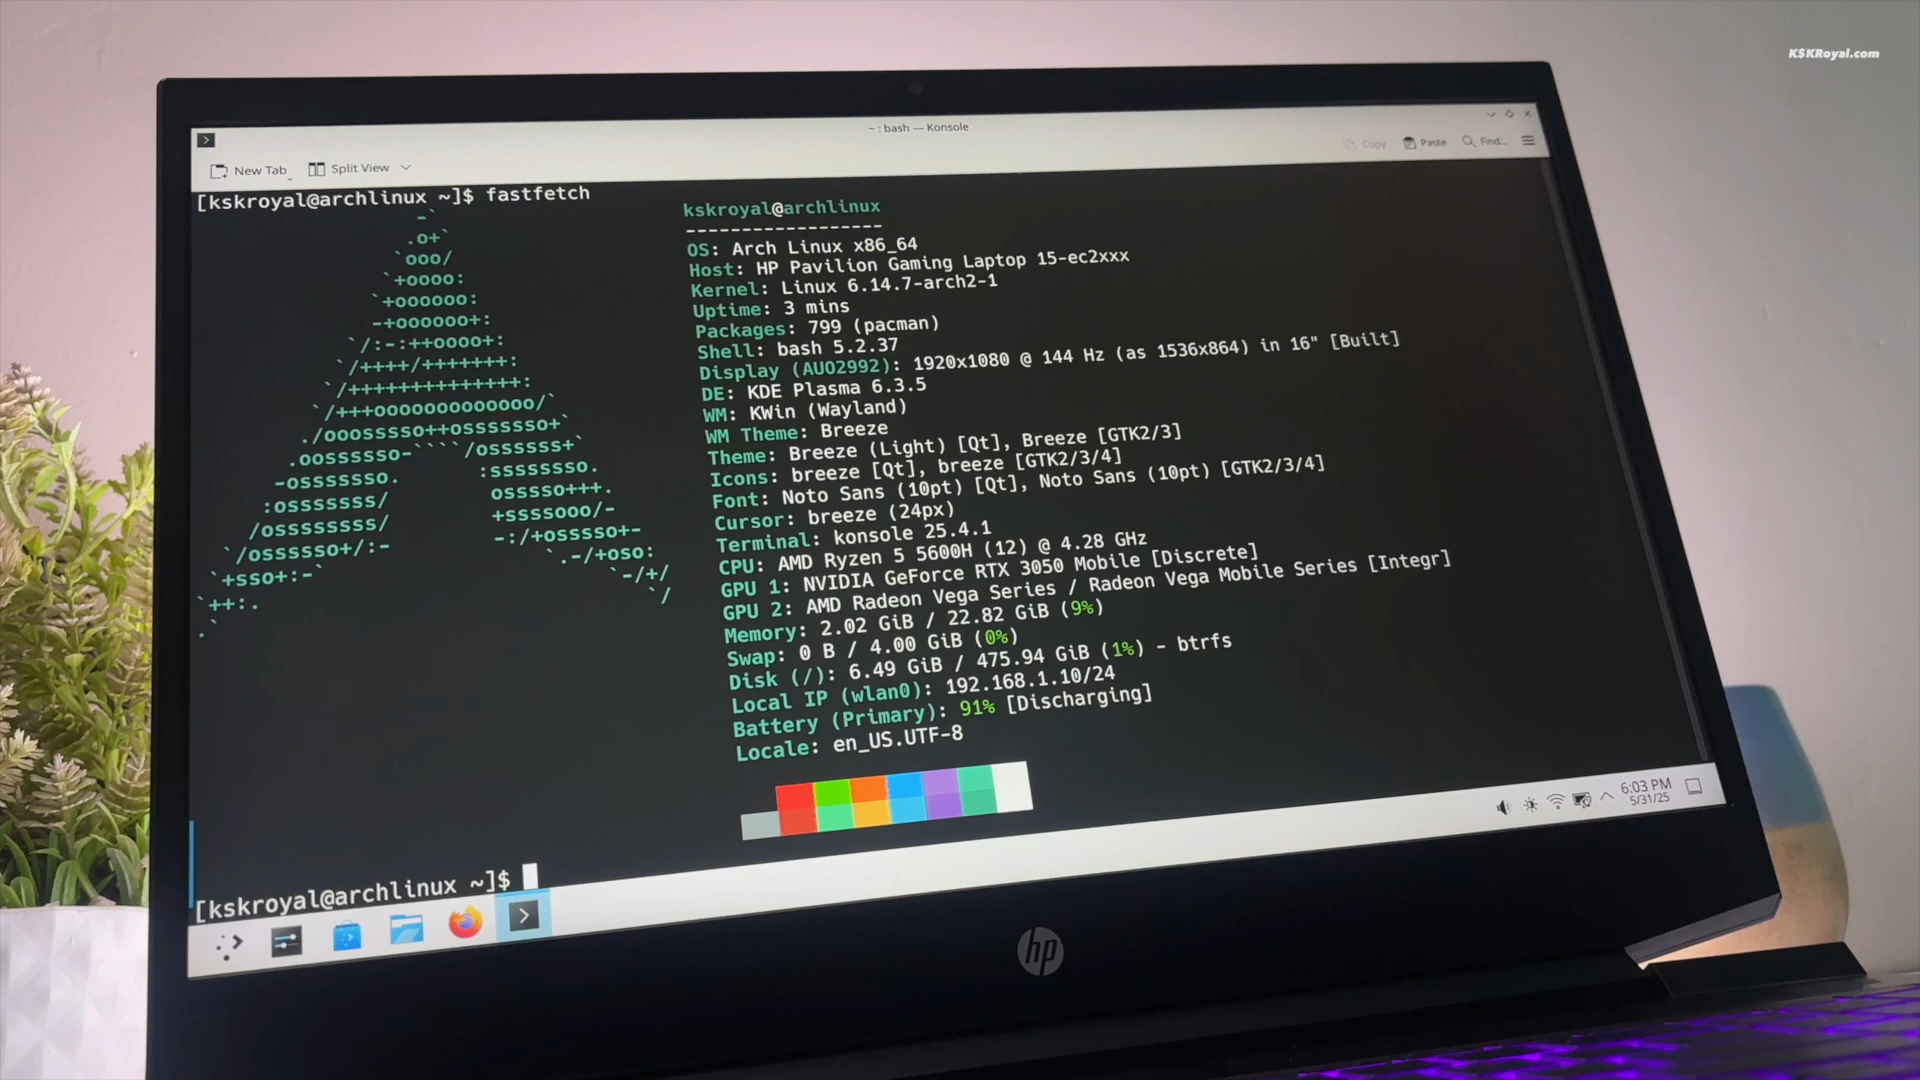 K$KRoyal.com
~ : bash — Konsole
New Tab Split View Copy Paste Find...
[kskroyal@archlinux ~]$ fastfetch
kskroyal@archlinux
------------------
OS: Arch Linux x86_64
Host: HP Pavilion Gaming Laptop 15-ec2xxx
Kernel: Linux 6.14.7-arch2-1
Uptime: 3 mins
Packages: 799 (pacman)
Shell: bash 5.2.37
Display (AUO2992): 1920x1080 @ 144 Hz (as 1536x864) in 16" [Built]
DE: KDE Plasma 6.3.5
WM: KWin (Wayland)
WM Theme: Breeze
Theme: Breeze (Light) [Qt], Breeze [GTK2/3]
Icons: breeze [Qt], breeze [GTK2/3/4]
Font: Noto Sans (10pt) [Qt], Noto Sans (10pt) [GTK2/3/4]
Cursor: breeze (24px)
Terminal: konsole 25.4.1
CPU: AMD Ryzen 5 5600H (12) @ 4.28 GHz
GPU 1: NVIDIA GeForce RTX 3050 Mobile [Discrete]
GPU 2: AMD Radeon Vega Series / Radeon Vega Mobile Series [Integr]
Memory: 2.02 GiB / 22.82 GiB (9%)
Swap: 0 B / 4.00 GiB (0%)
Disk (/): 6.49 GiB / 475.94 GiB (1%) - btrfs
Local IP (wlan0): 192.168.1.10/24
Battery (Primary): 91% [Discharging]
Locale: en_US.UTF-8
[kskroyal@archlinux ~]$
6:03 PM
5/31/25
hp